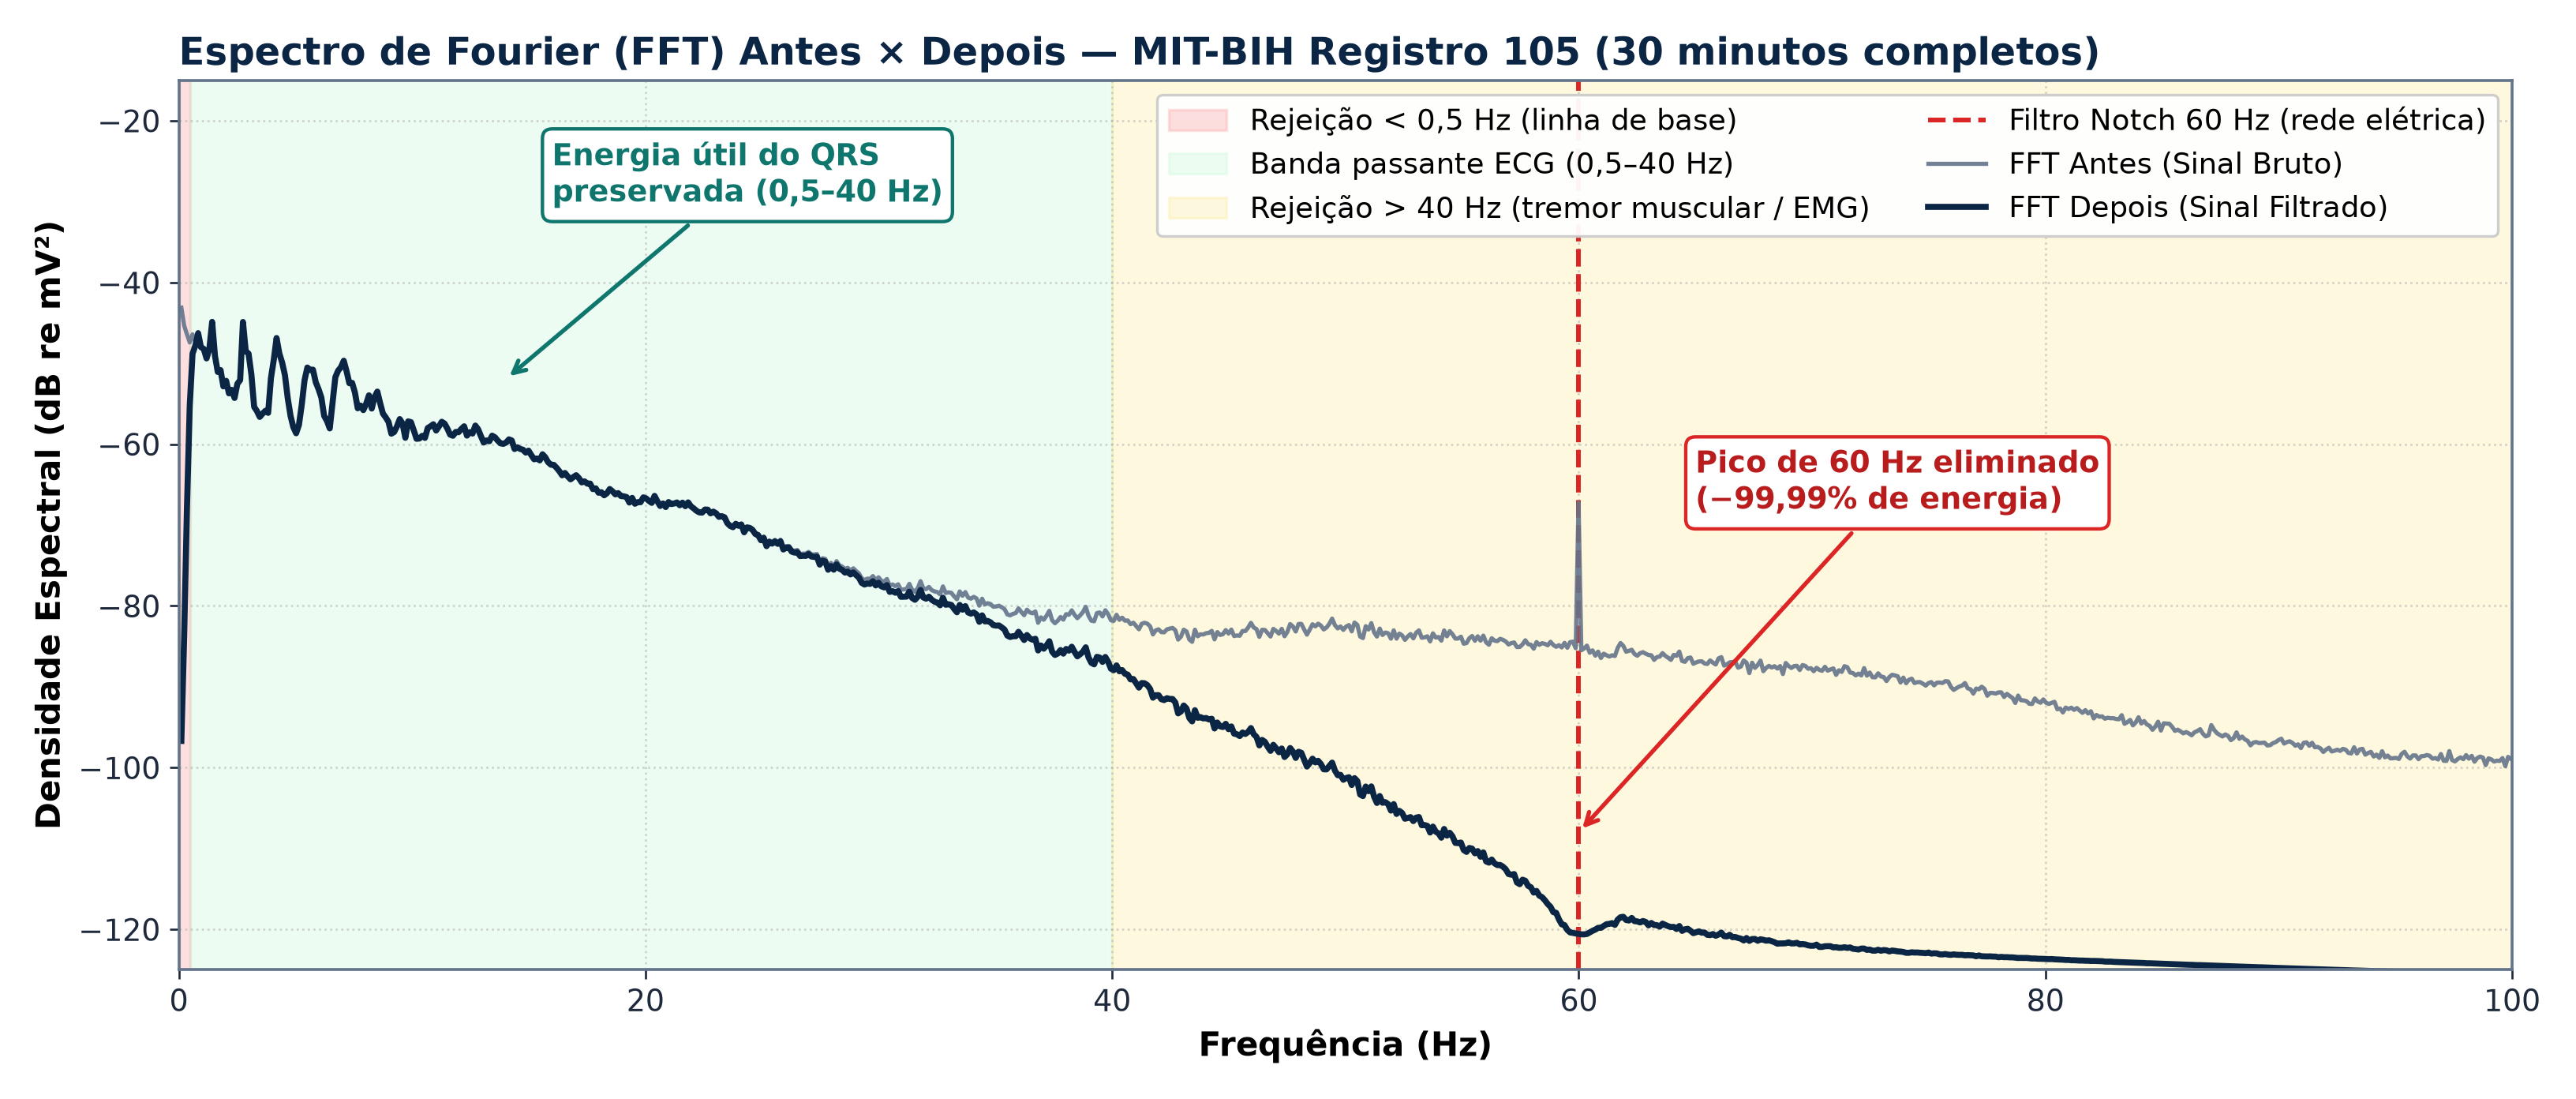 Espectro de Fourier (FFT) Antes × Depois — MIT-BIH Registro 105 (30 minutos completos)
Rejeição < 0,5 Hz (linha de base)
Banda passante ECG (0,5–40 Hz)
Rejeição > 40 Hz (tremor muscular / EMG)
Filtro Notch 60 Hz (rede elétrica)
FFT Antes (Sinal Bruto)
FFT Depois (Sinal Filtrado)
Energia útil do QRS
preservada (0,5–40 Hz)
Pico de 60 Hz eliminado
(−99,99% de energia)
Densidade Espectral (dB re mV²)
−20
−40
−60
−80
−100
−120
0
20
40
60
80
100
Frequência (Hz)